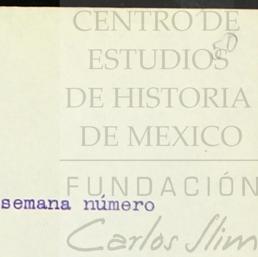 CENTRO DE
ESTUDIOS
DE HISTORIA
DE MEXICO
FUNDACIÓN
semana número
Carlos Slim